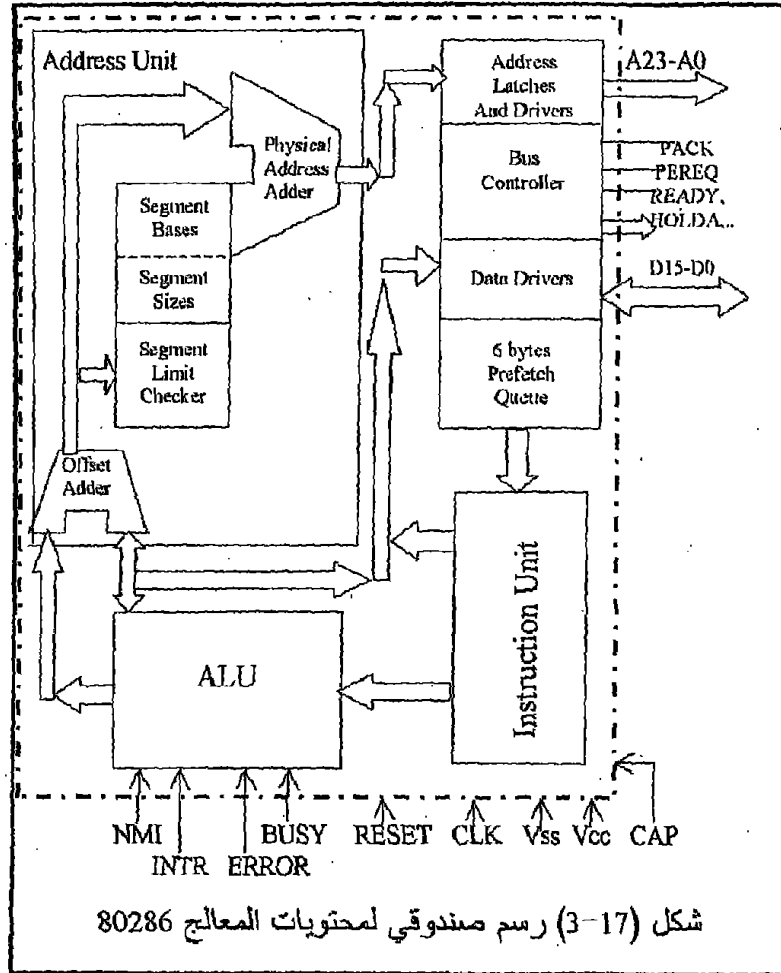 Address Unit
Physical
Address
Adder
Segment
Bases
Segment
Sizes
Segment
Limit
Checker
Offset
Adder
Address
Latches
And Drivers
Bus
Controller
Data Drivers
6 bytes
Prefetch
Queue
A23-A0
PACK
PEREQ
READY,
HOLDA...
D15-D0
Instruction Unit
ALU
NMI
INTR
ERROR
BUSY
RESET
CLK
Vss
Vcc
CAP
شكل (3-17) رسم صندوقي لمحتويات المعالج 80286